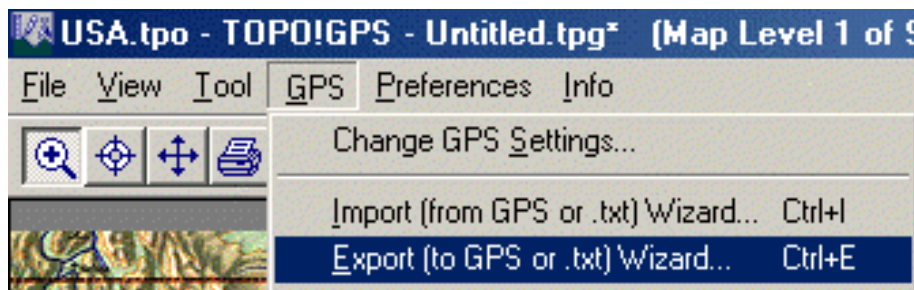 USA.tpo - TOPO!GPS - Untitled.tpg* (Map Level 1 of
File View Tool GPS Preferences Info
Change GPS Settings...
Import (from GPS or .txt) Wizard... Ctrl+I
Export (to GPS or .txt) Wizard... Ctrl+E